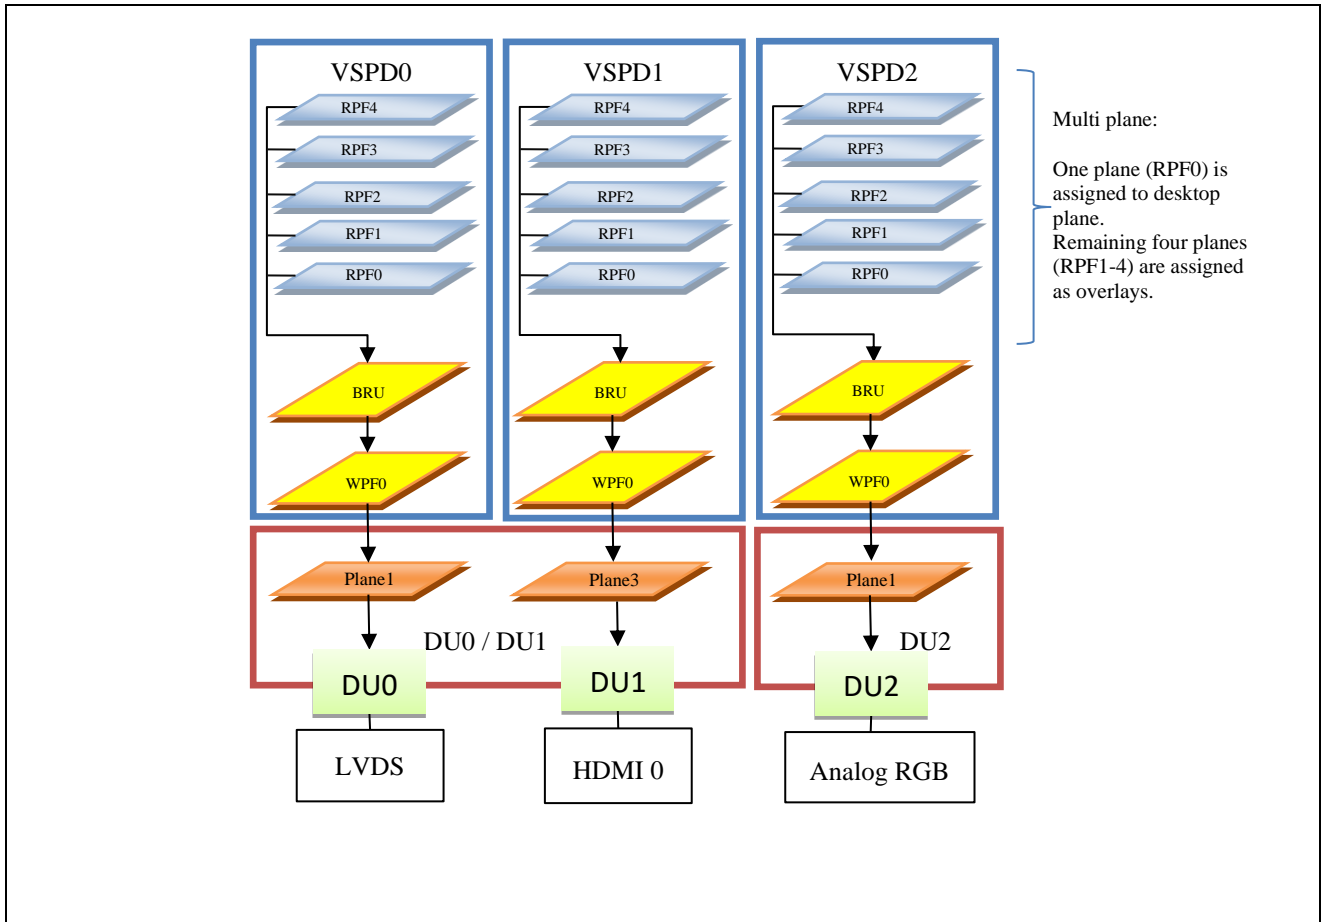 VSPD0
RPF4
RPF3
RPF2
RPF1
RPF0
BRU
WPF0
VSPD1
RPF4
RPF3
RPF2
RPF1
RPF0
BRU
WPF0
VSPD2
RPF4
RPF3
RPF2
RPF1
RPF0
BRU
WPF0
Multi plane:
One plane (RPF0) is
assigned to desktop
plane.
Remaining four planes
(RPF1-4) are assigned
as overlays.
Plane1
Plane3
DU0 / DU1
DU0
DU1
Plane1
DU2
DU2
LVDS
HDMI 0
Analog RGB